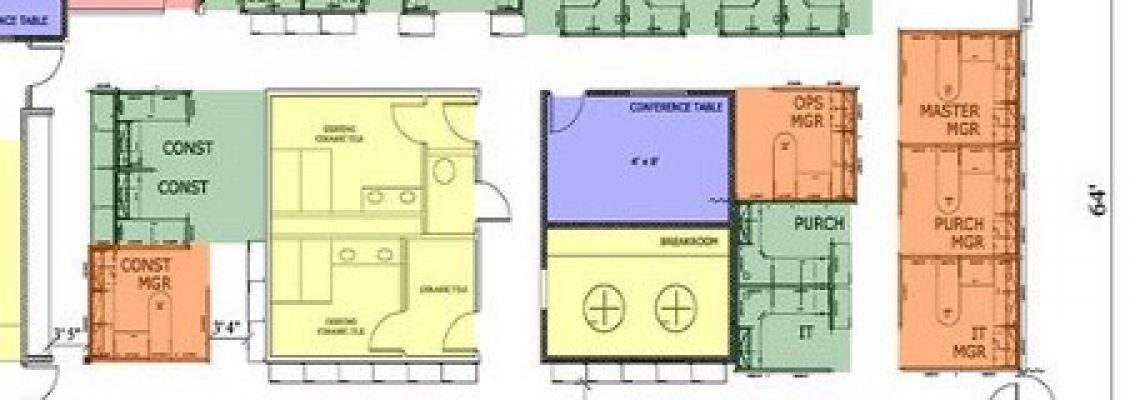 CE TABLE
CONST
CONST
CONST
MGR
3' 5"
3' 4"
EXISTING
CERAMIC TILE
CERAMIC TILE
EXISTING
CERAMIC TILE
CONFERENCE TABLE
4' x 8'
BREAKROOM
OPS
MGR
PURCH
IT
MASTER
MGR
PURCH
MGR
IT
MGR
64'